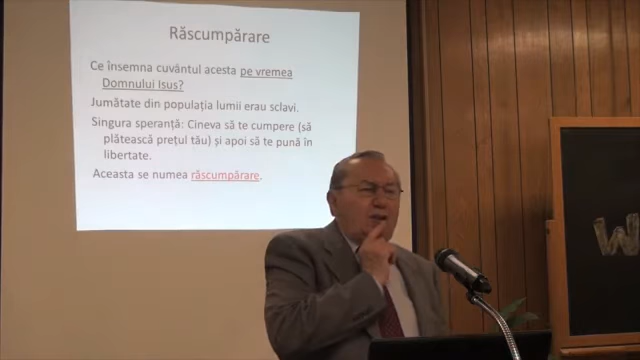 Răscumpărare
Ce însemna cuvântul acesta pe vremea
Domnului Isus?
Jumătate din populația lumii erau sclavi.
Singura speranță: Cineva să te cumpere (să
plătească prețul tău) și apoi să te pună în
libertate.
Aceasta se numea răscumpărare.
W